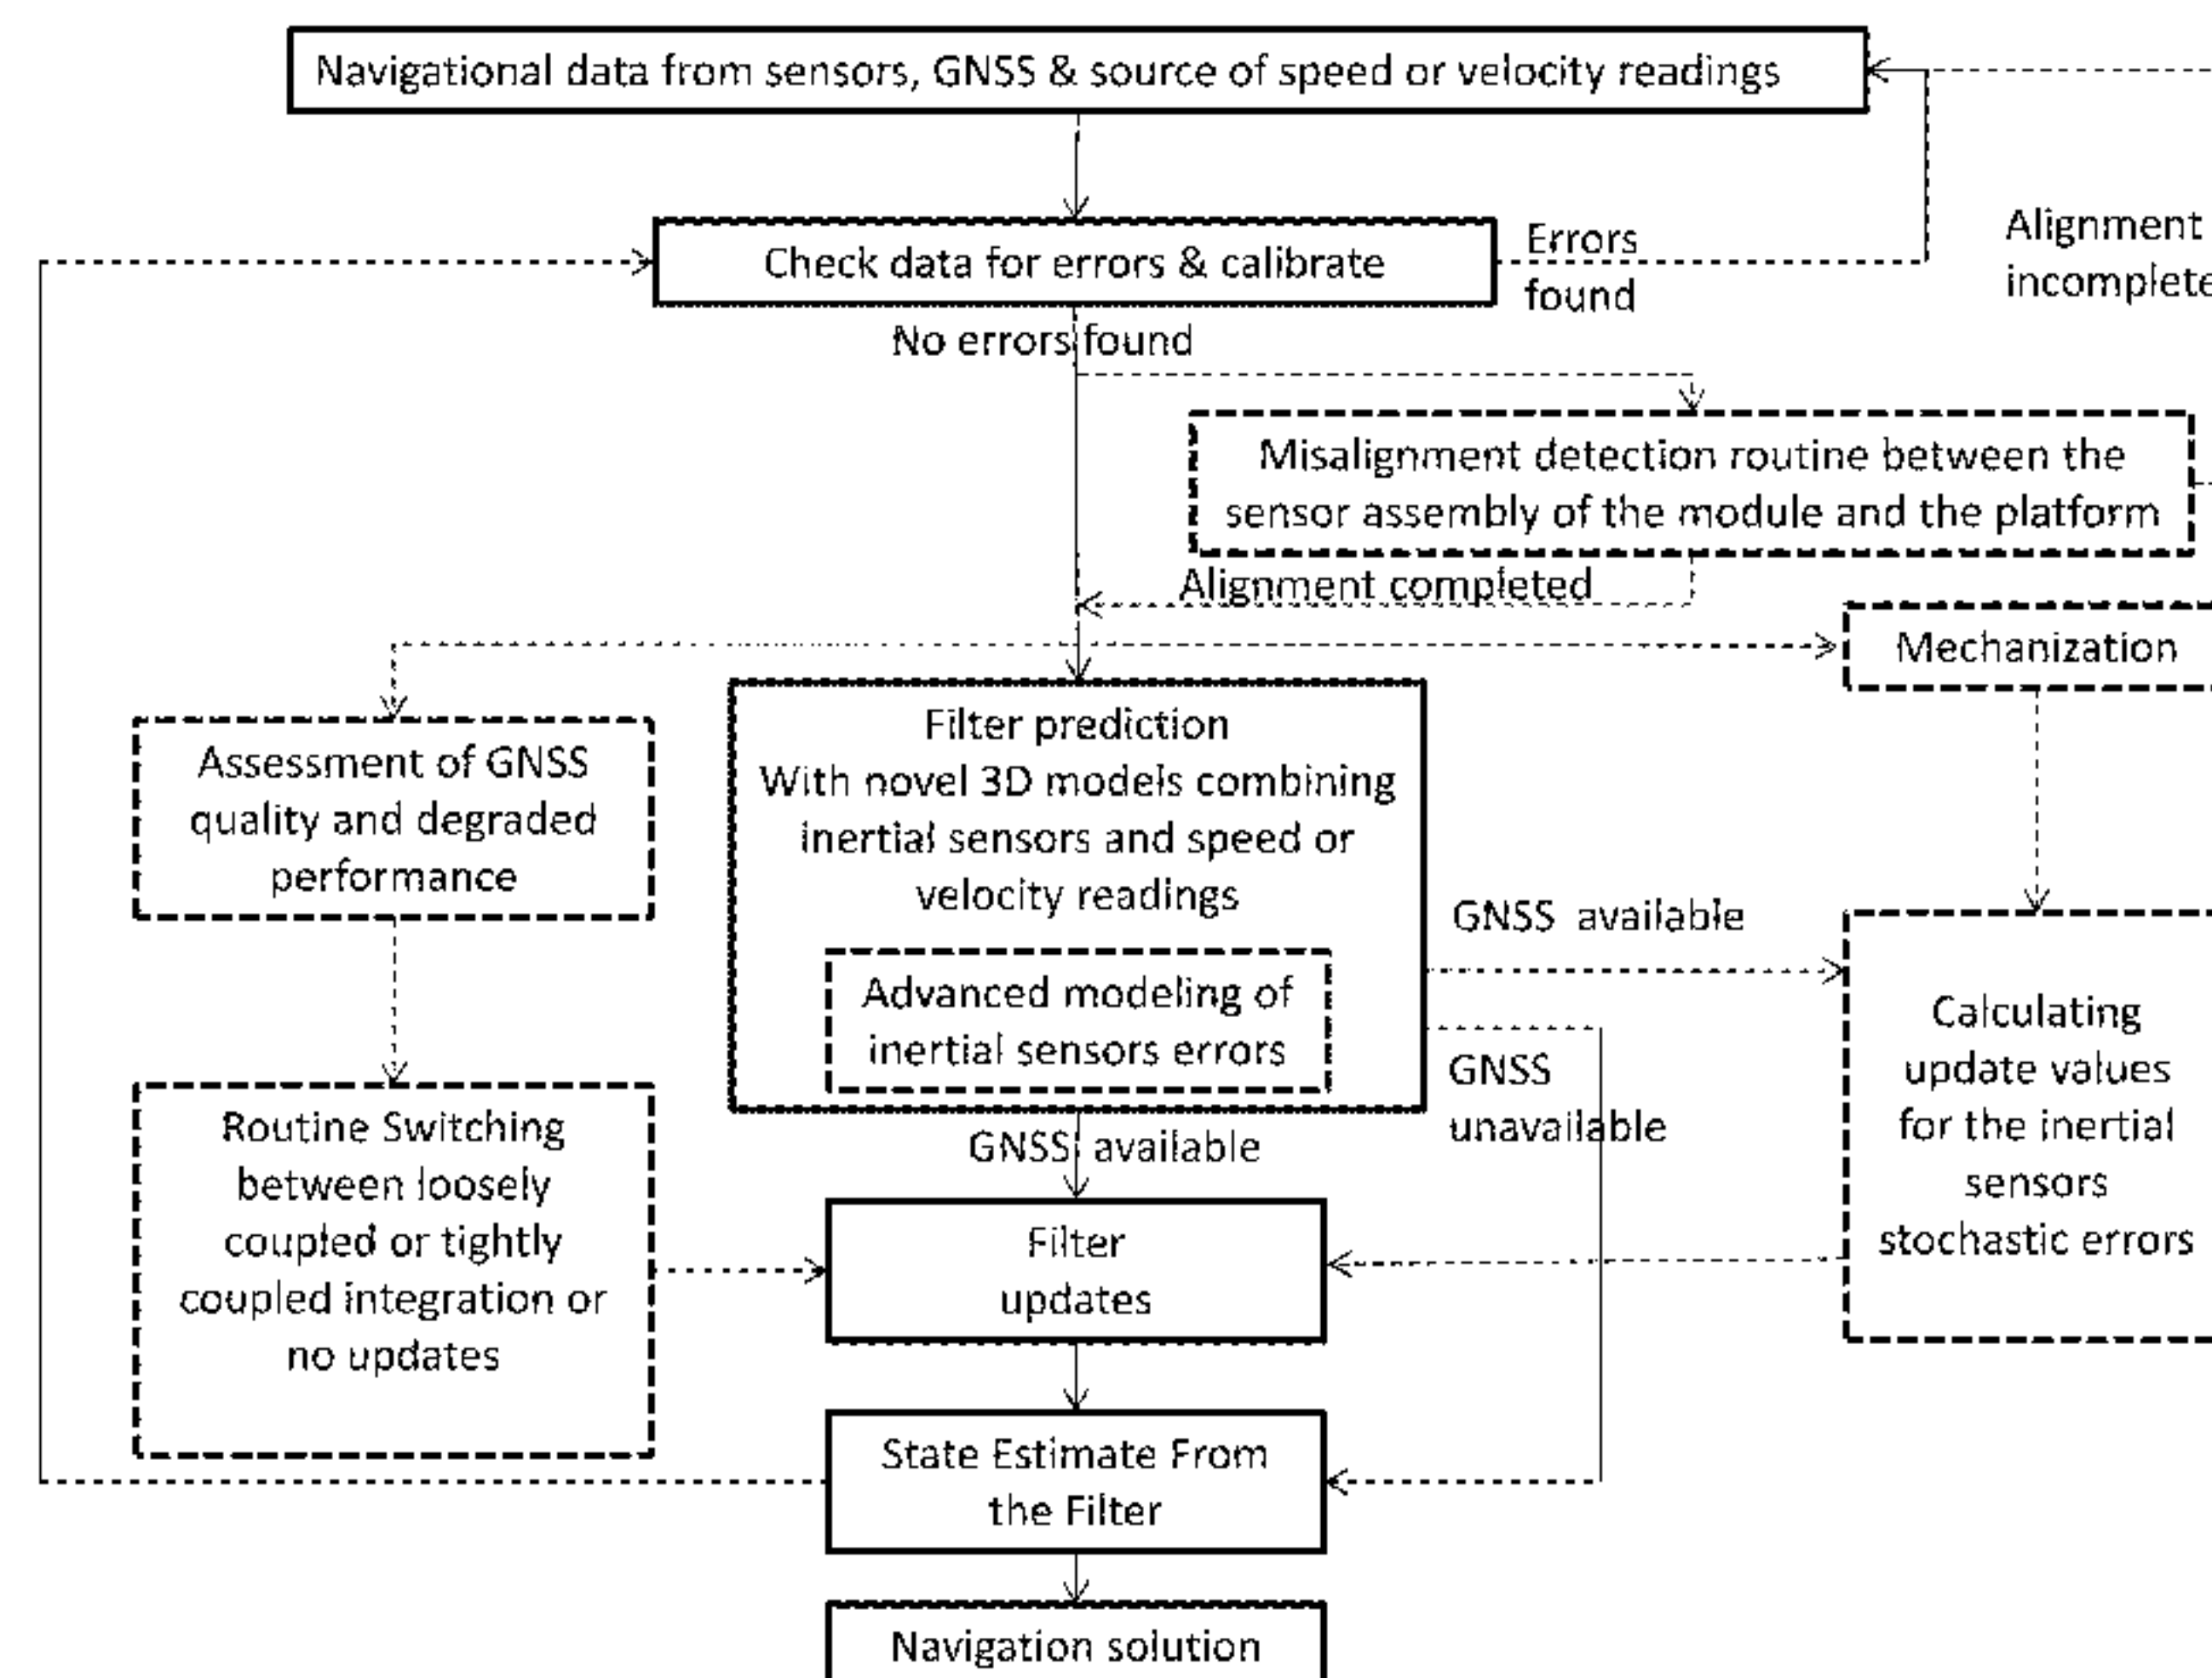 Navigational data from sensors, GNSS & source of speed or velocity readings
Check data for errors & calibrate
Errors
found
Alignment
incomplete
No errors found
Misalignment detection routine between the
sensor assembly of the module and the platform
Alignment completed
Mechanization
Assessment of GNSS
quality and degraded
performance
Filter prediction
With novel 3D models combining
inertial sensors and speed or
velocity readings
Advanced modeling of
inertial sensors errors
GNSS available
GNSS
unavailable
Calculating
update values
for the inertial
sensors
stochastic errors
Routine Switching
between loosely
coupled or tightly
coupled integration or
no updates
GNSS available
Filter
updates
State Estimate From
the Filter
Navigation solution